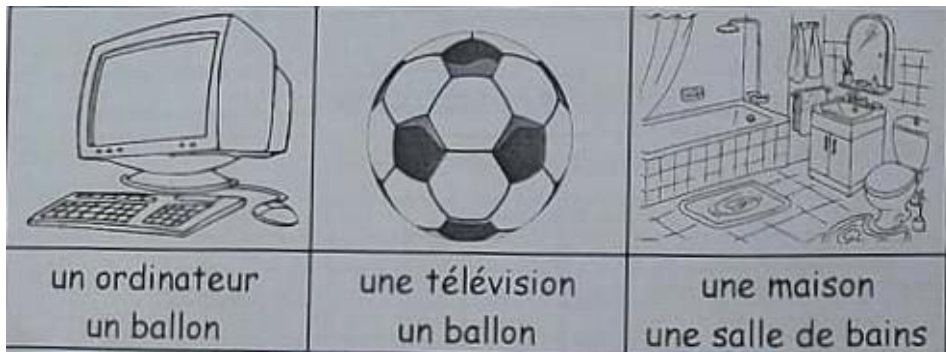 un ordinateur
un ballon
une télévision
un ballon
une maison
une salle de bains